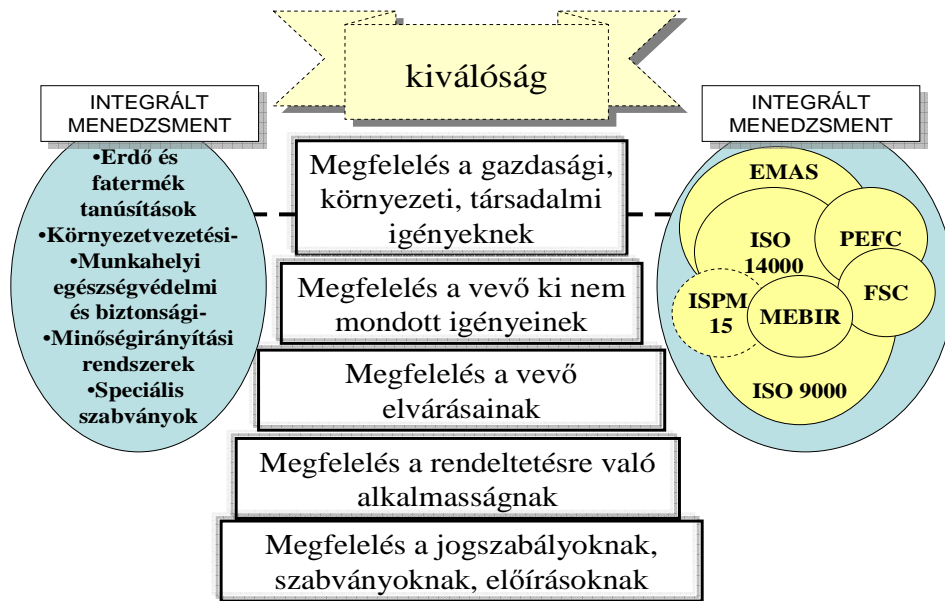 kiválóság
INTEGRÁLT
MENEDZSMENT
•Erdő és
fatermék
tanúsítások
•Környezetvezetési-
•Munkahelyi
egészségvédelmi
és biztonsági-
•Minőségirányítási
rendszerek
•Speciális
szabványok
Megfelelés a gazdasági,
környezeti, társadalmi
igényeknek
Megfelelés a vevő ki nem
mondott igényeinek
Megfelelés a vevő
elvárásainak
Megfelelés a rendeltetésre való
alkalmasságnak
Megfelelés a jogszabályoknak,
szabványoknak, előírásoknak
INTEGRÁLT
MENEDZSMENT
EMAS
ISO
14000
PEFC
FSC
ISPM
15
MEBIR
ISO 9000